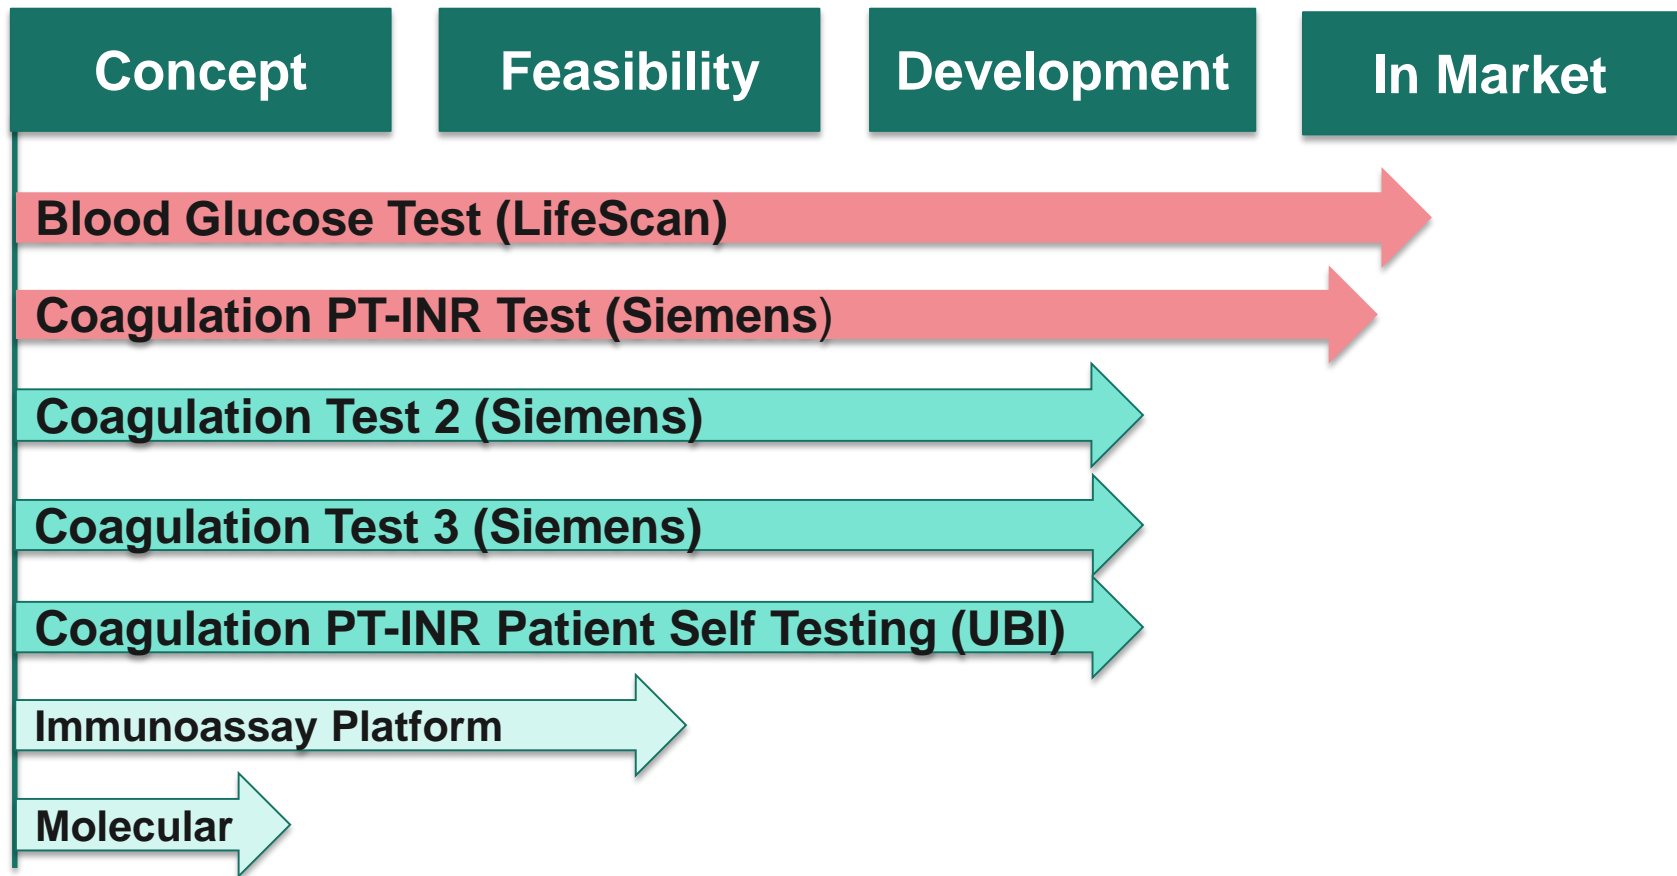 Concept
Feasibility
Development
In Market
Blood Glucose Test (LifeScan)
Coagulation PT-INR Test (Siemens)
Coagulation Test 2 (Siemens)
Coagulation Test 3 (Siemens)
Coagulation PT-INR Patient Self Testing (UBI)
Immunoassay Platform
Molecular